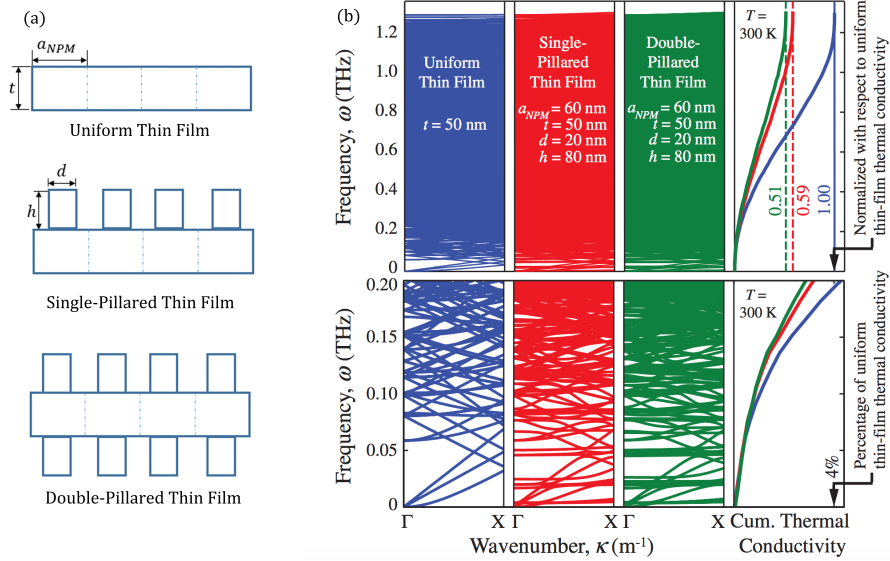 (a)
a_NPM
t
Uniform Thin Film
d
h
Single-Pillared Thin Film
Double-Pillared Thin Film
(b)
Frequency, ω (THz)
1.2
1.0
0.8
0.6
0.4
0.2
0
Uniform
Thin Film
t = 50 nm
Single-
Pillared
Thin Film
a_NPM = 60 nm
t = 50 nm
d = 20 nm
h = 80 nm
Double-
Pillared
Thin Film
a_NPM = 60 nm
t = 50 nm
d = 20 nm
h = 80 nm
T =
300 K
0.51
0.59
1.00
Normalized with respect to uniform
thin-film thermal conductivity
Frequency, ω (THz)
0.20
0.15
0.10
0.05
0
T =
300 K
4%
Percentage of uniform
thin-film thermal conductivity
Γ X Γ X Γ X
Wavenumber, κ (m⁻¹)
Cum. Thermal
Conductivity